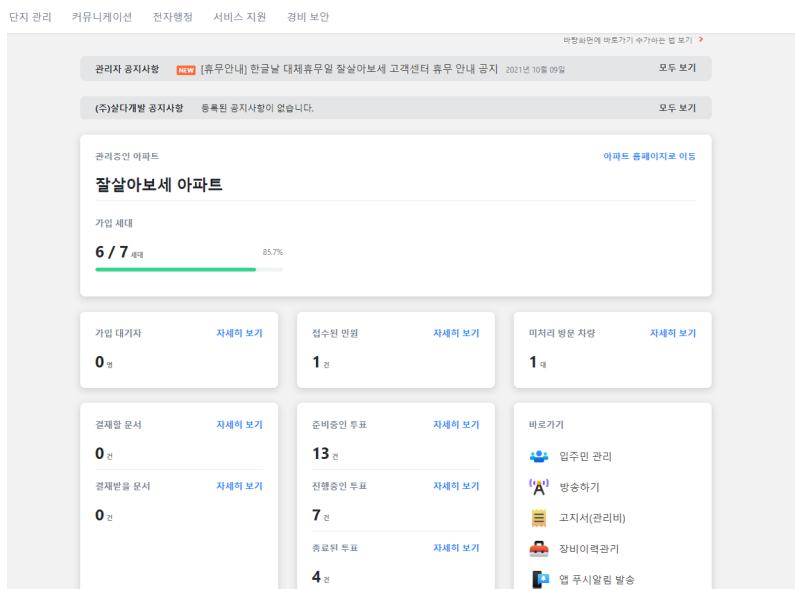 단지 관리 커뮤니케이션 전자행정 서비스 지원 경비 보안
바탕화면에 바로가기 추가하는 법 보기 >
관리자 공지사항 NEW [휴무안내] 한글날 대체휴무일 잘살아보세 고객센터 휴무 안내 공지 2021년 10월 09일 모두 보기
(주)살다개발 공지사항 등록된 공지사항이 없습니다. 모두 보기
관리중인 아파트 아파트 홈페이지로 이동
잘살아보세 아파트
가입 세대
6 / 7 세대 85.7%
가입 대기자 자세히 보기
0 명
접수된 민원 자세히 보기
1 건
미처리 방문 차량 자세히 보기
1 대
결재할 문서 자세히 보기
0 건
결재받을 문서 자세히 보기
0 건
준비중인 투표 자세히 보기
13 건
진행중인 투표 자세히 보기
7 건
종료된 투표 자세히 보기
4 건
바로가기
입주민 관리
방송하기
고지서(관리비)
장비이력관리
앱 푸시알림 발송